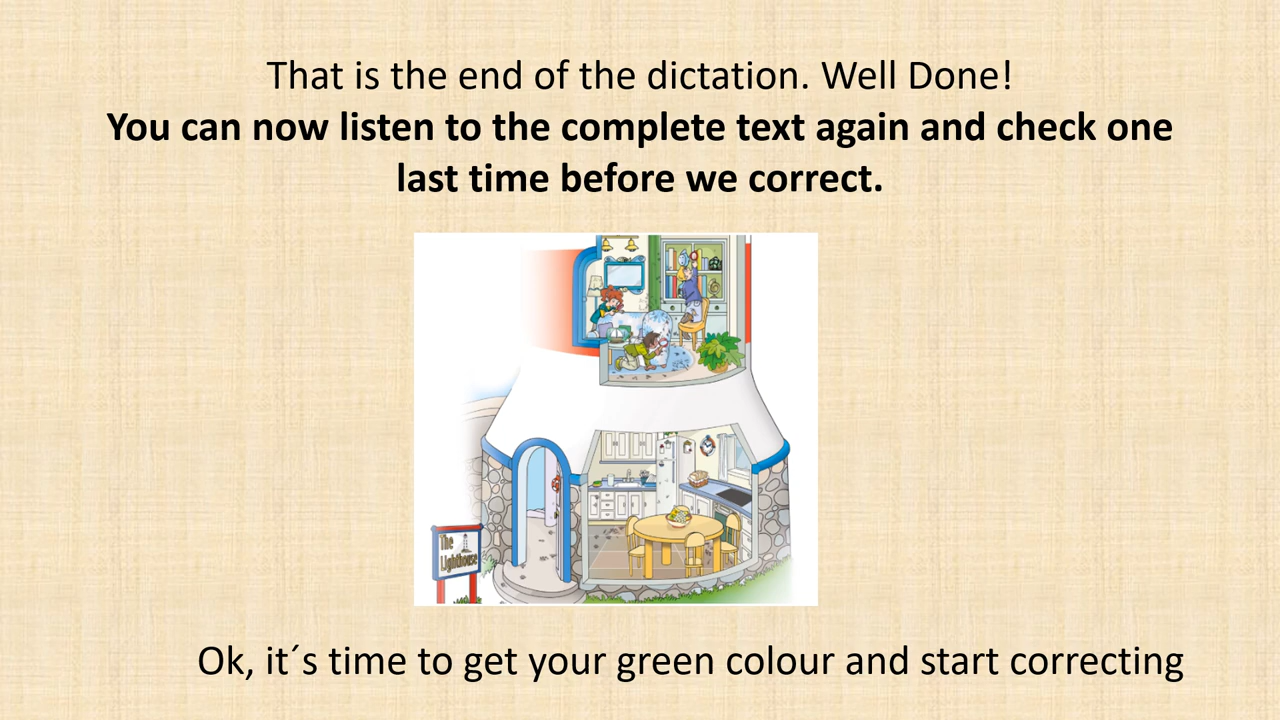 That is the end of the dictation. Well Done!
You can now listen to the complete text again and check one
last time before we correct.
The
Lighthouse
Ok, it´s time to get your green colour and start correcting